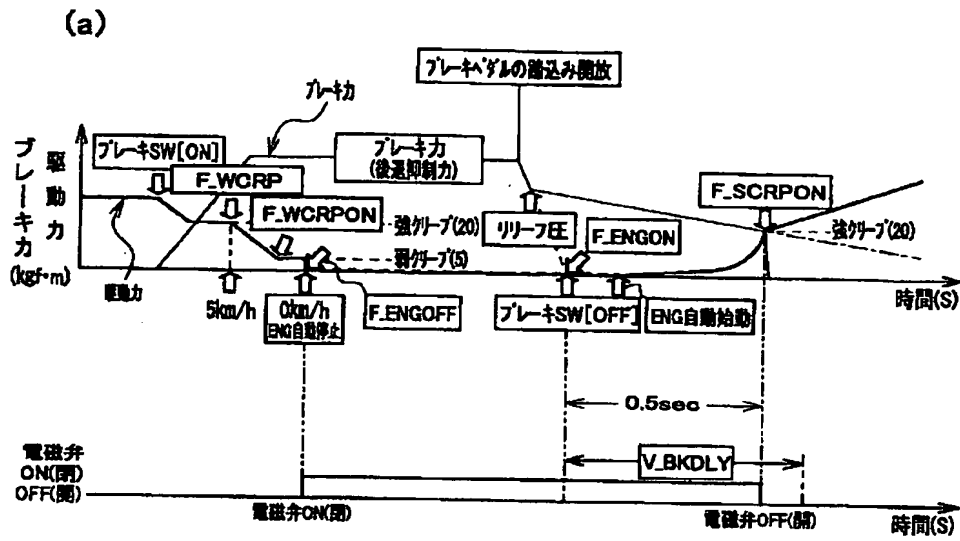 (a)
ブレーキペダルの踏込み開放
ブレーキ力
ブレーキSW[ON]
ブレーキ力
(後退抑制力)
駆動力
ブレーキ力
(kgf・m)
F_WCRP
F_SCRPON
F_WCRPON
強クリープ(20)
リリーフ圧
F_ENGON
強クリープ(20)
弱クリープ(5)
駆動力
5km/h
0km/h
ENG自動停止
F_ENGOFF
ブレーキSW[OFF]
ENG自動始動
時間(S)
0.5sec
V_BKDLY
電磁弁
ON(閉)
OFF(開)
電磁弁ON(閉)
電磁弁OFF(開)
時間(S)